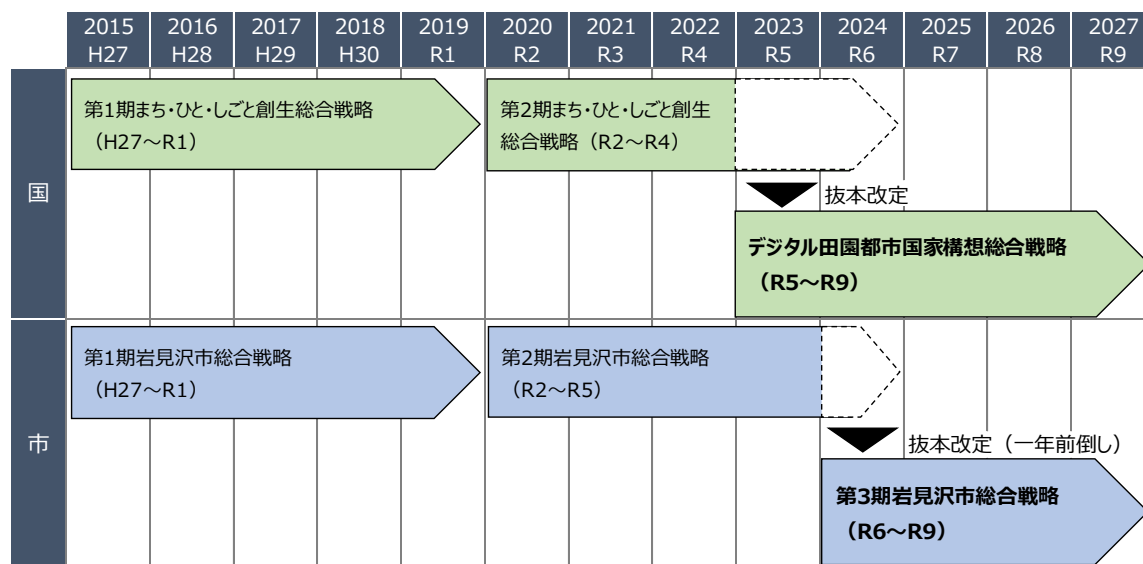 2015 2016 2017 2018 2019 2020 2021 2022 2023 2024 2025 2026 2027
H27 H28 H29 H30 R1 R2 R3 R4 R5 R6 R7 R8 R9
国
第1期まち・ひと・しごと創生総合戦略
（H27～R1）
第2期まち・ひと・しごと創生
総合戦略（R2～R4）
抜本改定
デジタル田園都市国家構想総合戦略
（R5～R9）
市
第1期岩見沢市総合戦略
（H27～R1）
第2期岩見沢市総合戦略
（R2～R5）
抜本改定（一年前倒し）
第3期岩見沢市総合戦略
（R6～R9）